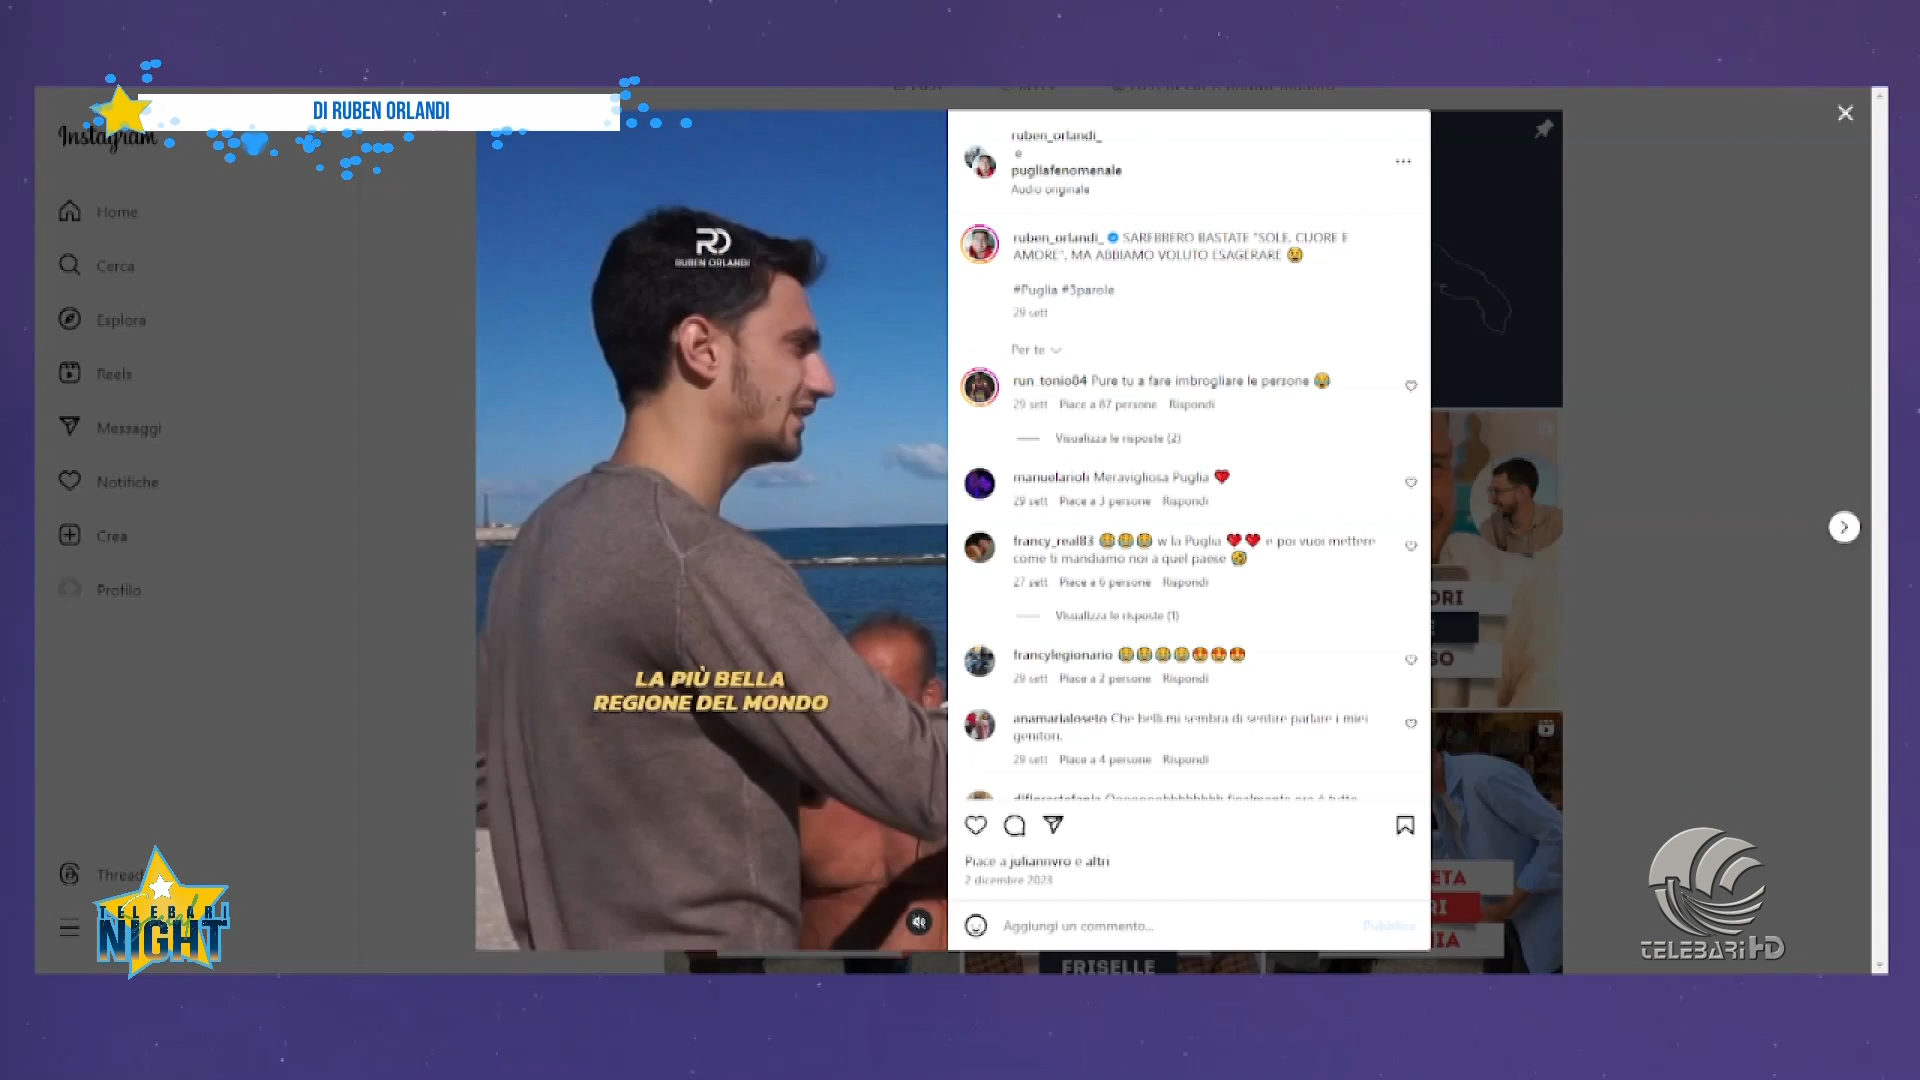 DI RUBEN ORLANDI
Instagram
Home
Cerca
Esplora
Reels
Messaggi
Notifiche
Crea
Profilo
TELEBARI
NIGHT
RUBEN ORLANDI
LA PIÙ BELLA
REGIONE DEL MONDO
ruben_orlandi_
e
pugliafenomenale
Audio originale
ruben_orlandi_ SAREBBERO BASTATE "SOLE, CUORE E
AMORE", MA ABBIAMO VOLUTO ESAGERARE 😢
#Puglia #3parole
29 sett
Per te
run_tonio04 Pure tu a fare imbrogliare le persone 😂
29 sett Piace a 67 persone Rispondi
Visualizza le risposte (2)
manuelarioli Meravigliosa Puglia ❤️
29 sett Piace a 3 persone Rispondi
francy_real83 😂😂😂 w la Puglia ❤️❤️ e poi vuoi mettere
come ti mandiamo noi a quel paese 🤣
27 sett Piace a 6 persone Rispondi
Visualizza le risposte (1)
francylegionario 😂😂😂😂😍😍😍
29 sett Piace a 2 persone Rispondi
anamarialoseto Che belli.mi sembra di sentire parlare i miei
genitori.
29 sett Piace a 4 persone Rispondi
Piace a juliannvro e altri
2 dicembre 2023
Aggiungi un commento...
Pubblica
FRISELLE
TELEBARI HD